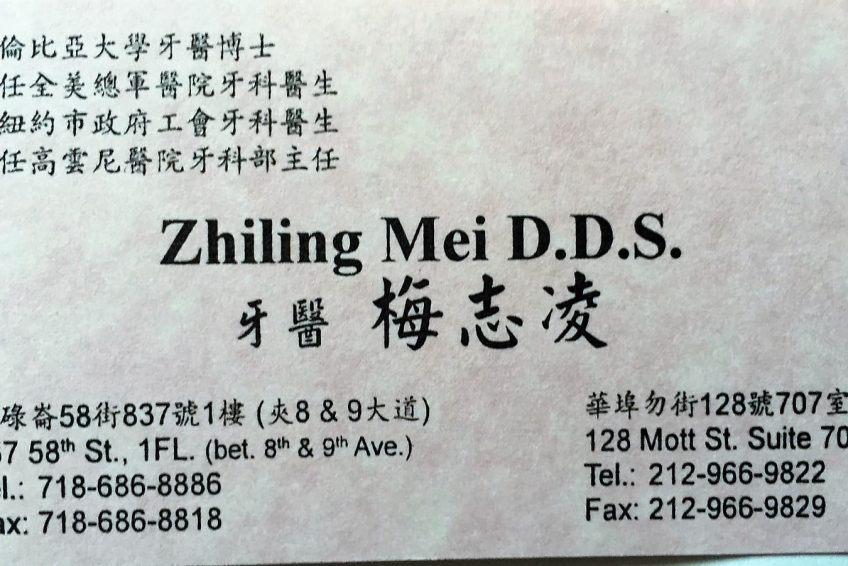 倫比亞大學牙醫博士
任全美總軍醫院牙科醫生
紐約市政府工會牙科醫生
任高雲尼醫院牙科部主任
Zhiling Mei D.D.S.
牙醫 梅志凌
碌崙58街837號1樓 (夾8 & 9大道)
7 58th St., 1FL. (bet. 8th & 9th Ave.)
el.: 718-686-8886
ax: 718-686-8818
華埠勿街128號707室
128 Mott St. Suite 70
Tel.: 212-966-9822
Fax: 212-966-9829